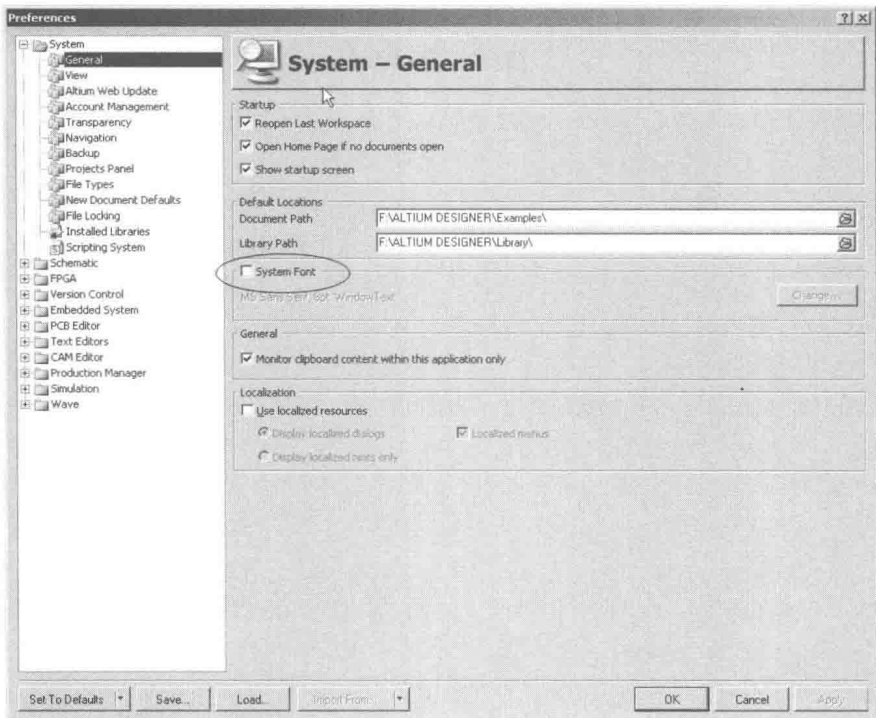 Preferences
System
General
View
Altium Web Update
Account Management
Transparency
Navigation
Backup
Projects Panel
File Types
New Document Defaults
File Locking
Installed Libraries
Scripting System
Schematic
FPGA
Version Control
Embedded System
PCB Editor
Text Editors
CAM Editor
Production Manager
Simulation
Wave
System – General
Startup
Reopen Last Workspace
Open Home Page if no documents open
Show startup screen
Default Locations
Document Path F:\ALTIUM DESIGNER\Examples\
Library Path F:\ALTIUM DESIGNER\Library\
System Font
MS Sans Serif, 8pt, WindowText
Change...
General
Monitor clipboard content within this application only
Localization
Use localized resources
Display localized dialogs Localized menus
Display localized hints only
Set To Defaults Save... Load... Import From OK Cancel Apply